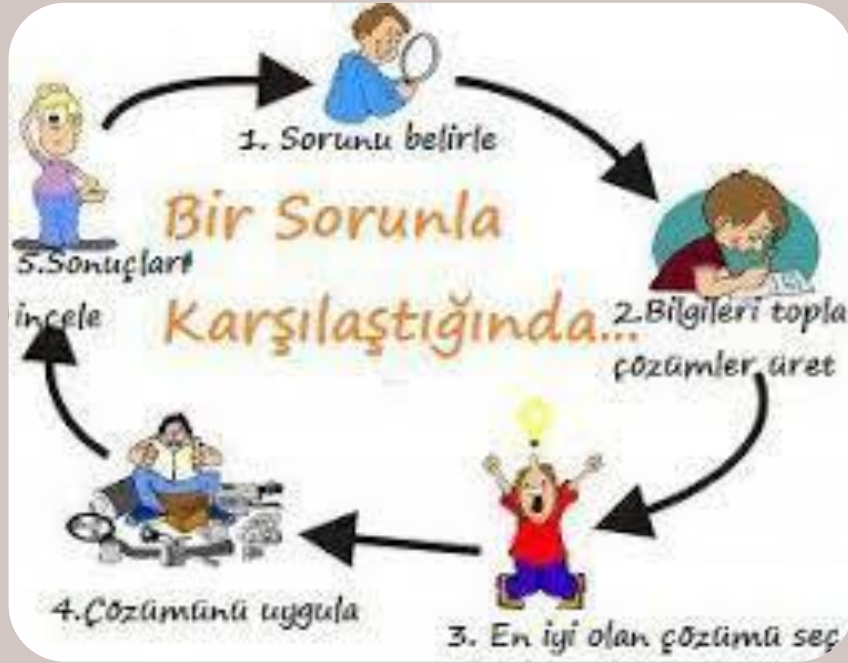 1. Sorunu belirle
Bir Sorunla
Karşılaştığında...
2.Bilgileri topla
çözümler üret
3. En iyi olan çözümü seç
4.Çözümünü uygula
5.Sonuçları
incele